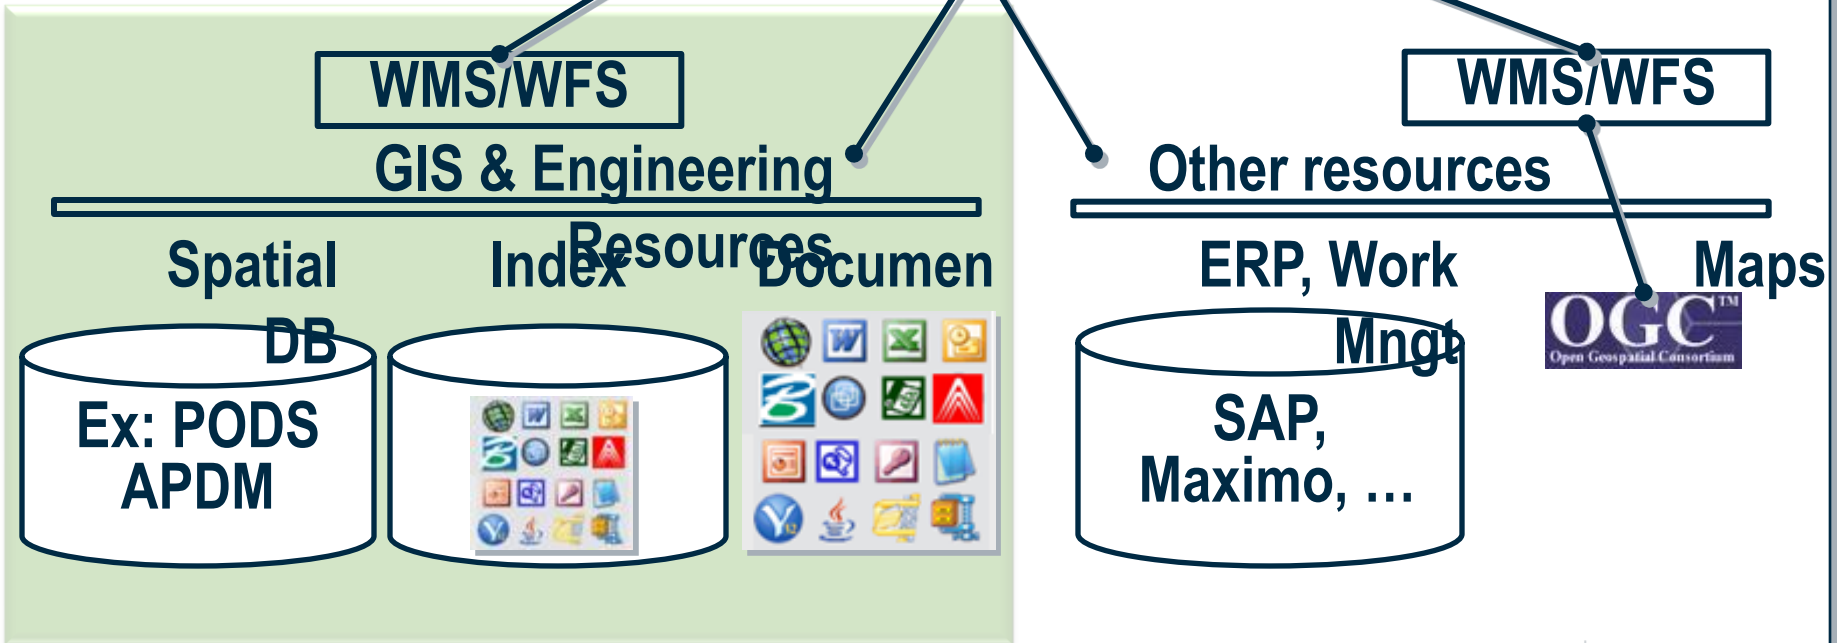 WMS/WFS
GIS & Engineering
Resources
Spatial
DB
Index
Documen
Ex: PODS
APDM
WMS/WFS
Other resources
ERP, Work
Mngt
Maps
SAP,
Maximo, …
OGC™
Open Geospatial Consortium